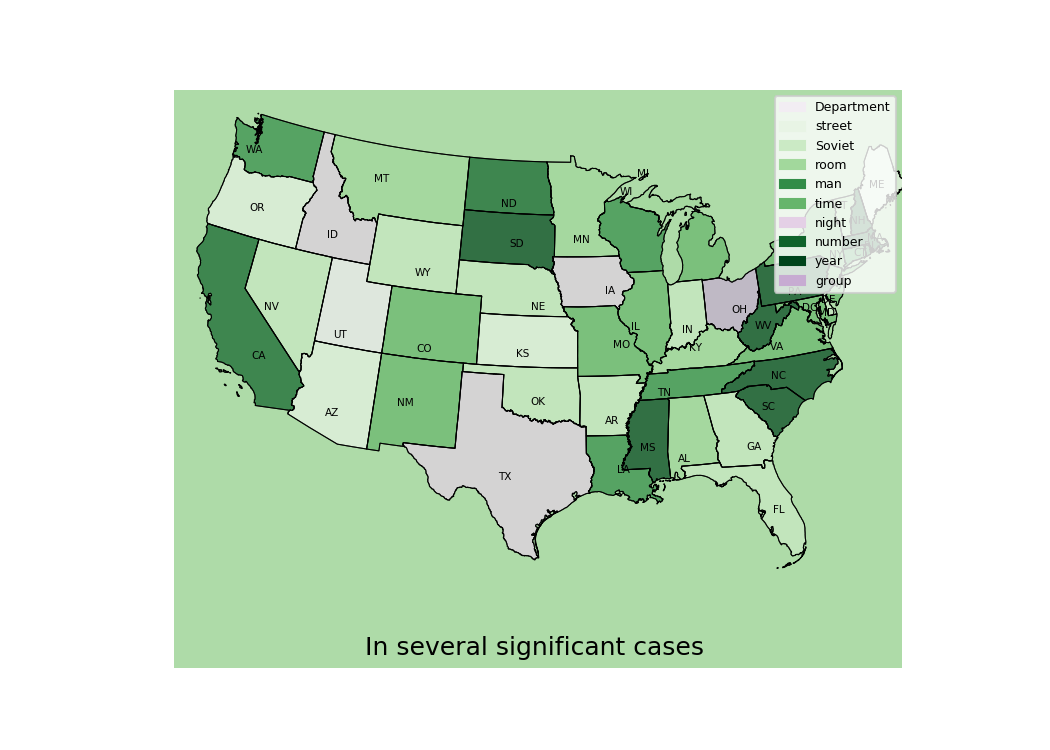 Department
street
Soviet
room
man
time
night
number
year
group
WA
OR
ID
MT
ND
SD
MN
WI
MI
ME
NH
WY
NV
UT
CO
NE
KS
IA
MO
IL
IN
OH
KY
WV
VA
DC
MD
CA
AZ
NM
OK
AR
TN
NC
SC
MS
AL
GA
LA
TX
FL
In several significant cases